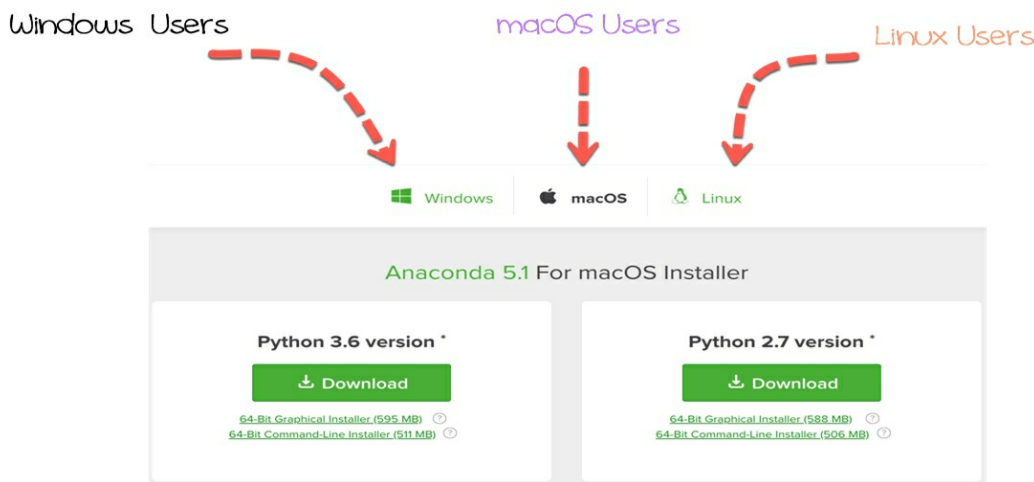 Windows Users
macOS Users
Linux Users
Windows
macOS
Linux
Anaconda 5.1 For macOS Installer
Python 3.6 version *
Download
64-Bit Graphical Installer (595 MB) ?
64-Bit Command-Line Installer (511 MB) ?
Python 2.7 version *
Download
64-Bit Graphical Installer (588 MB) ?
64-Bit Command-Line Installer (506 MB) ?